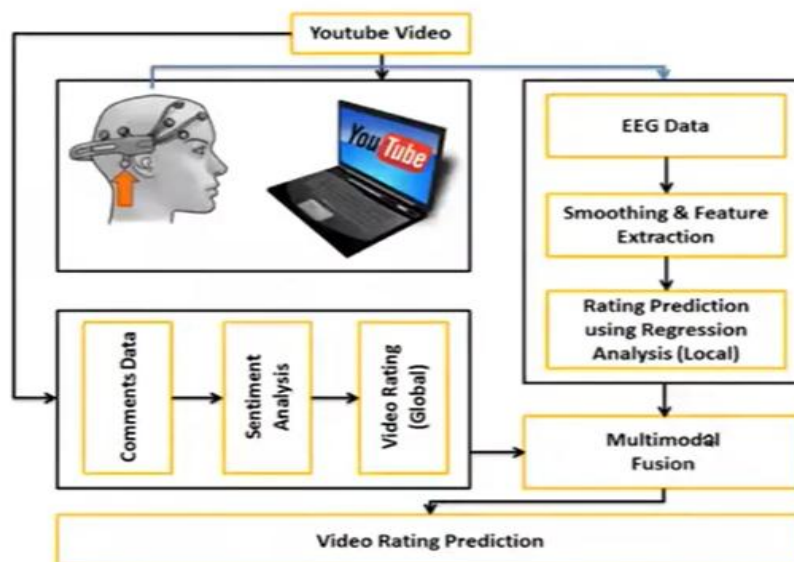 Youtube Video
YouTube
EEG Data
Smoothing & Feature
Extraction
Rating Prediction
using Regression
Analysis (Local)
Comments Data
Sentiment
Analysis
Video Rating
(Global)
Multimodal
Fusion
Video Rating Prediction